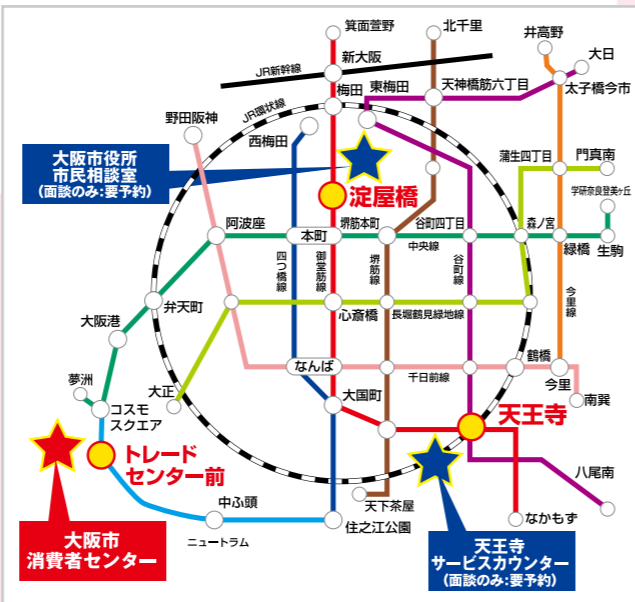 箕面萱野
北千里
井高野
大日
新大阪
JR新幹線
梅田
東梅田
天神橋筋六丁目
太子橋今市
野田阪神
JR環状線
西梅田
大阪市役所
市民相談室
(面談のみ:要予約)
蒲生四丁目
門真南
淀屋橋
学研奈良登美ヶ丘
阿波座
本町
堺筋本町
谷町四丁目
森ノ宮
中央線
緑橋
生駒
四つ橋線
御堂筋線
堺筋線
谷町線
今里線
弁天町
大阪港
心斎橋
長堀鶴見緑地線
夢洲
大正
なんば
千日前線
鶴橋
今里
南巽
コスモ
スクエア
大国町
天王寺
トレード
センター前
八尾南
大阪市
消費者センター
中ふ頭
ニュートラム
天下茶屋
住之江公園
なかもず
天王寺
サービスカウンター
(面談のみ:要予約)